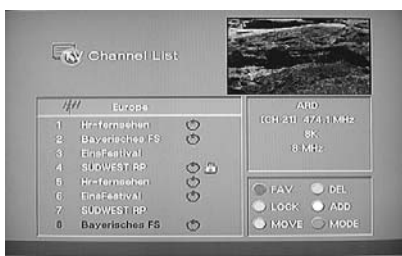 Channel List
Europe
1 Hr-fernsehen
2 Bayerisches FS
3 EinsFestival
4 SÜDWEST RP
5 Hr-fernsehen
6 EinsFestival
7 SÜDWEST RP
8 Bayerisches FS
ARD
[CH 21] 474.1 MHz
8K
8 MHz
FAV DEL
LOCK ADD
MOVE MODE